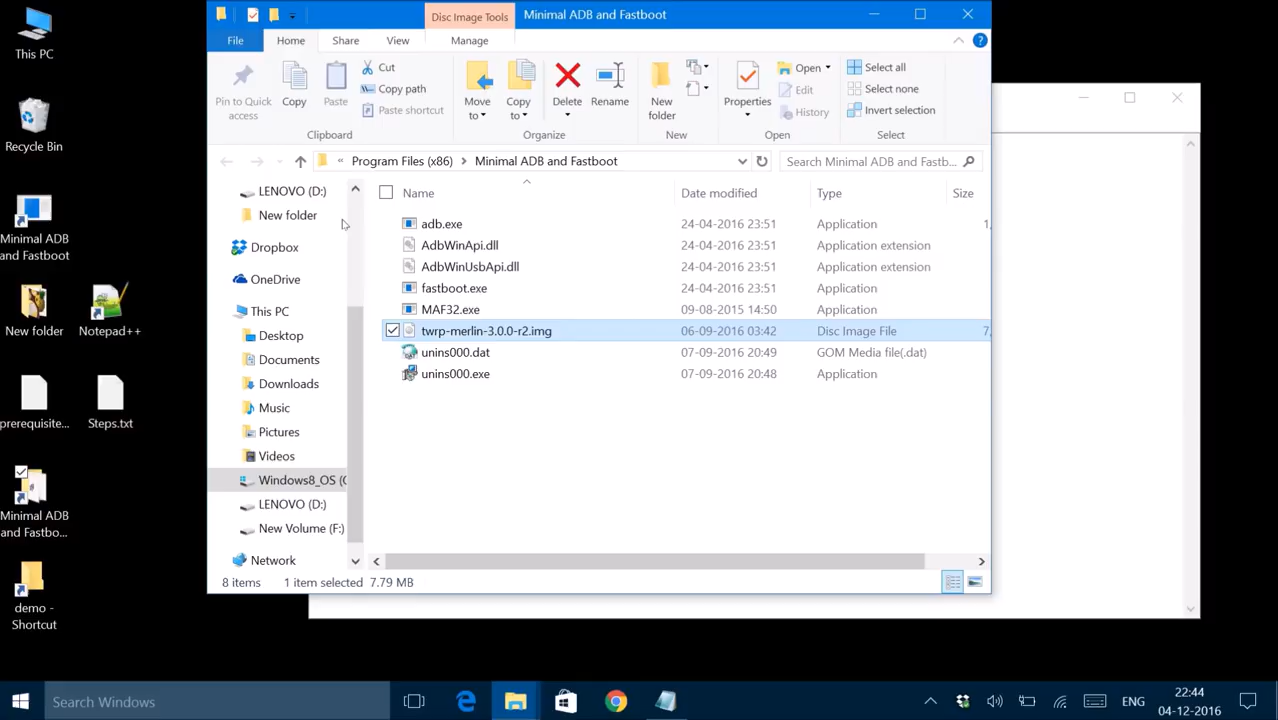 This PC
Recycle Bin
Minimal ADB
and Fastboot
New folder
Notepad++
prerequisite...
Steps.txt
Minimal ADB
and Fastbo...
demo -
Shortcut
Disc Image Tools
Minimal ADB and Fastboot
File
Home
Share
View
Manage
Pin to Quick
access
Copy
Paste
Cut
Copy path
Paste shortcut
Clipboard
Move
to
Copy
to
Delete
Rename
Organize
New
folder
New
Properties
Open
Edit
History
Open
Select all
Select none
Invert selection
Select
« Program Files (x86) > Minimal ADB and Fastboot
Search Minimal ADB and Fastb...
LENOVO (D:)
New folder
Dropbox
OneDrive
This PC
Desktop
Documents
Downloads
Music
Pictures
Videos
Windows8_OS (C
LENOVO (D:)
New Volume (F:)
Network
Name Date modified Type Size
adb.exe 24-04-2016 23:51 Application 1,
AdbWinApi.dll 24-04-2016 23:51 Application extension
AdbWinUsbApi.dll 24-04-2016 23:51 Application extension
fastboot.exe 24-04-2016 23:51 Application
MAF32.exe 09-08-2015 14:50 Application
twrp-merlin-3.0.0-r2.img 06-09-2016 03:42 Disc Image File 7,
unins000.dat 07-09-2016 20:49 GOM Media file(.dat)
unins000.exe 07-09-2016 20:48 Application
8 items 1 item selected 7.79 MB
Search Windows
ENG
22:44
04-12-2016